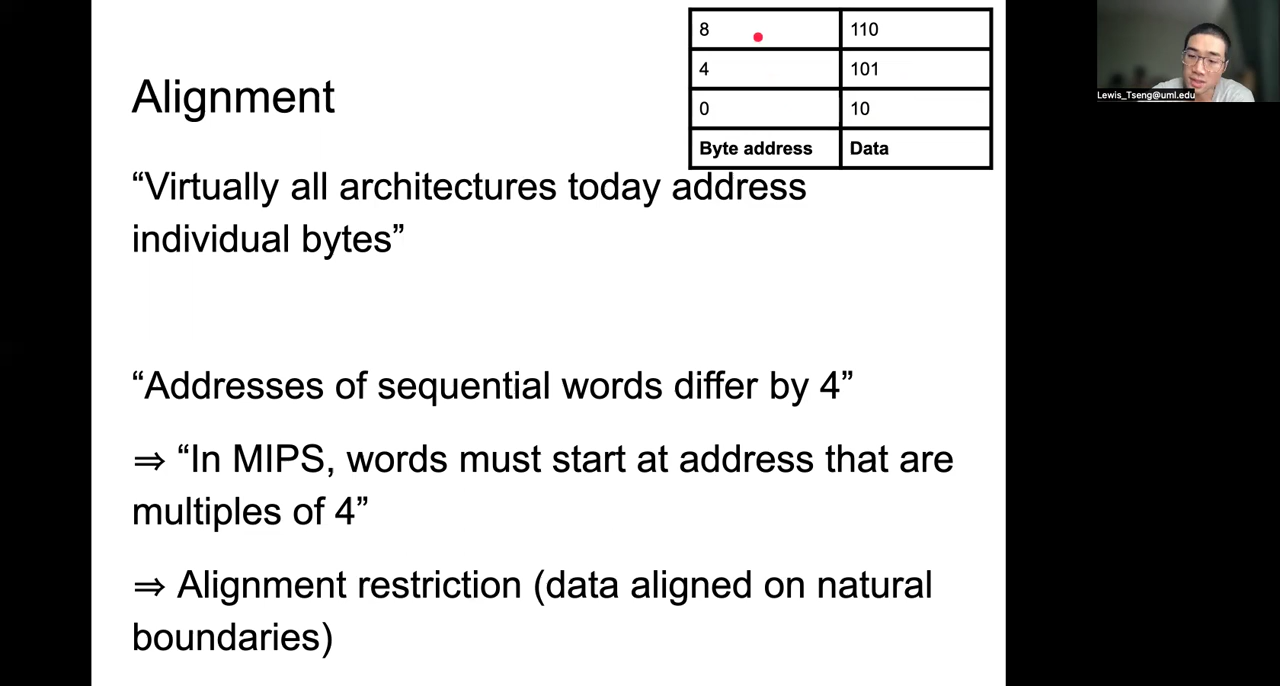 8 110
4 101
0 10
Byte address Data
Lewis_Tseng@uml.edu
Alignment
“Virtually all architectures today address
individual bytes”
“Addresses of sequential words differ by 4”
⇒ “In MIPS, words must start at address that are
multiples of 4”
⇒ Alignment restriction (data aligned on natural
boundaries)